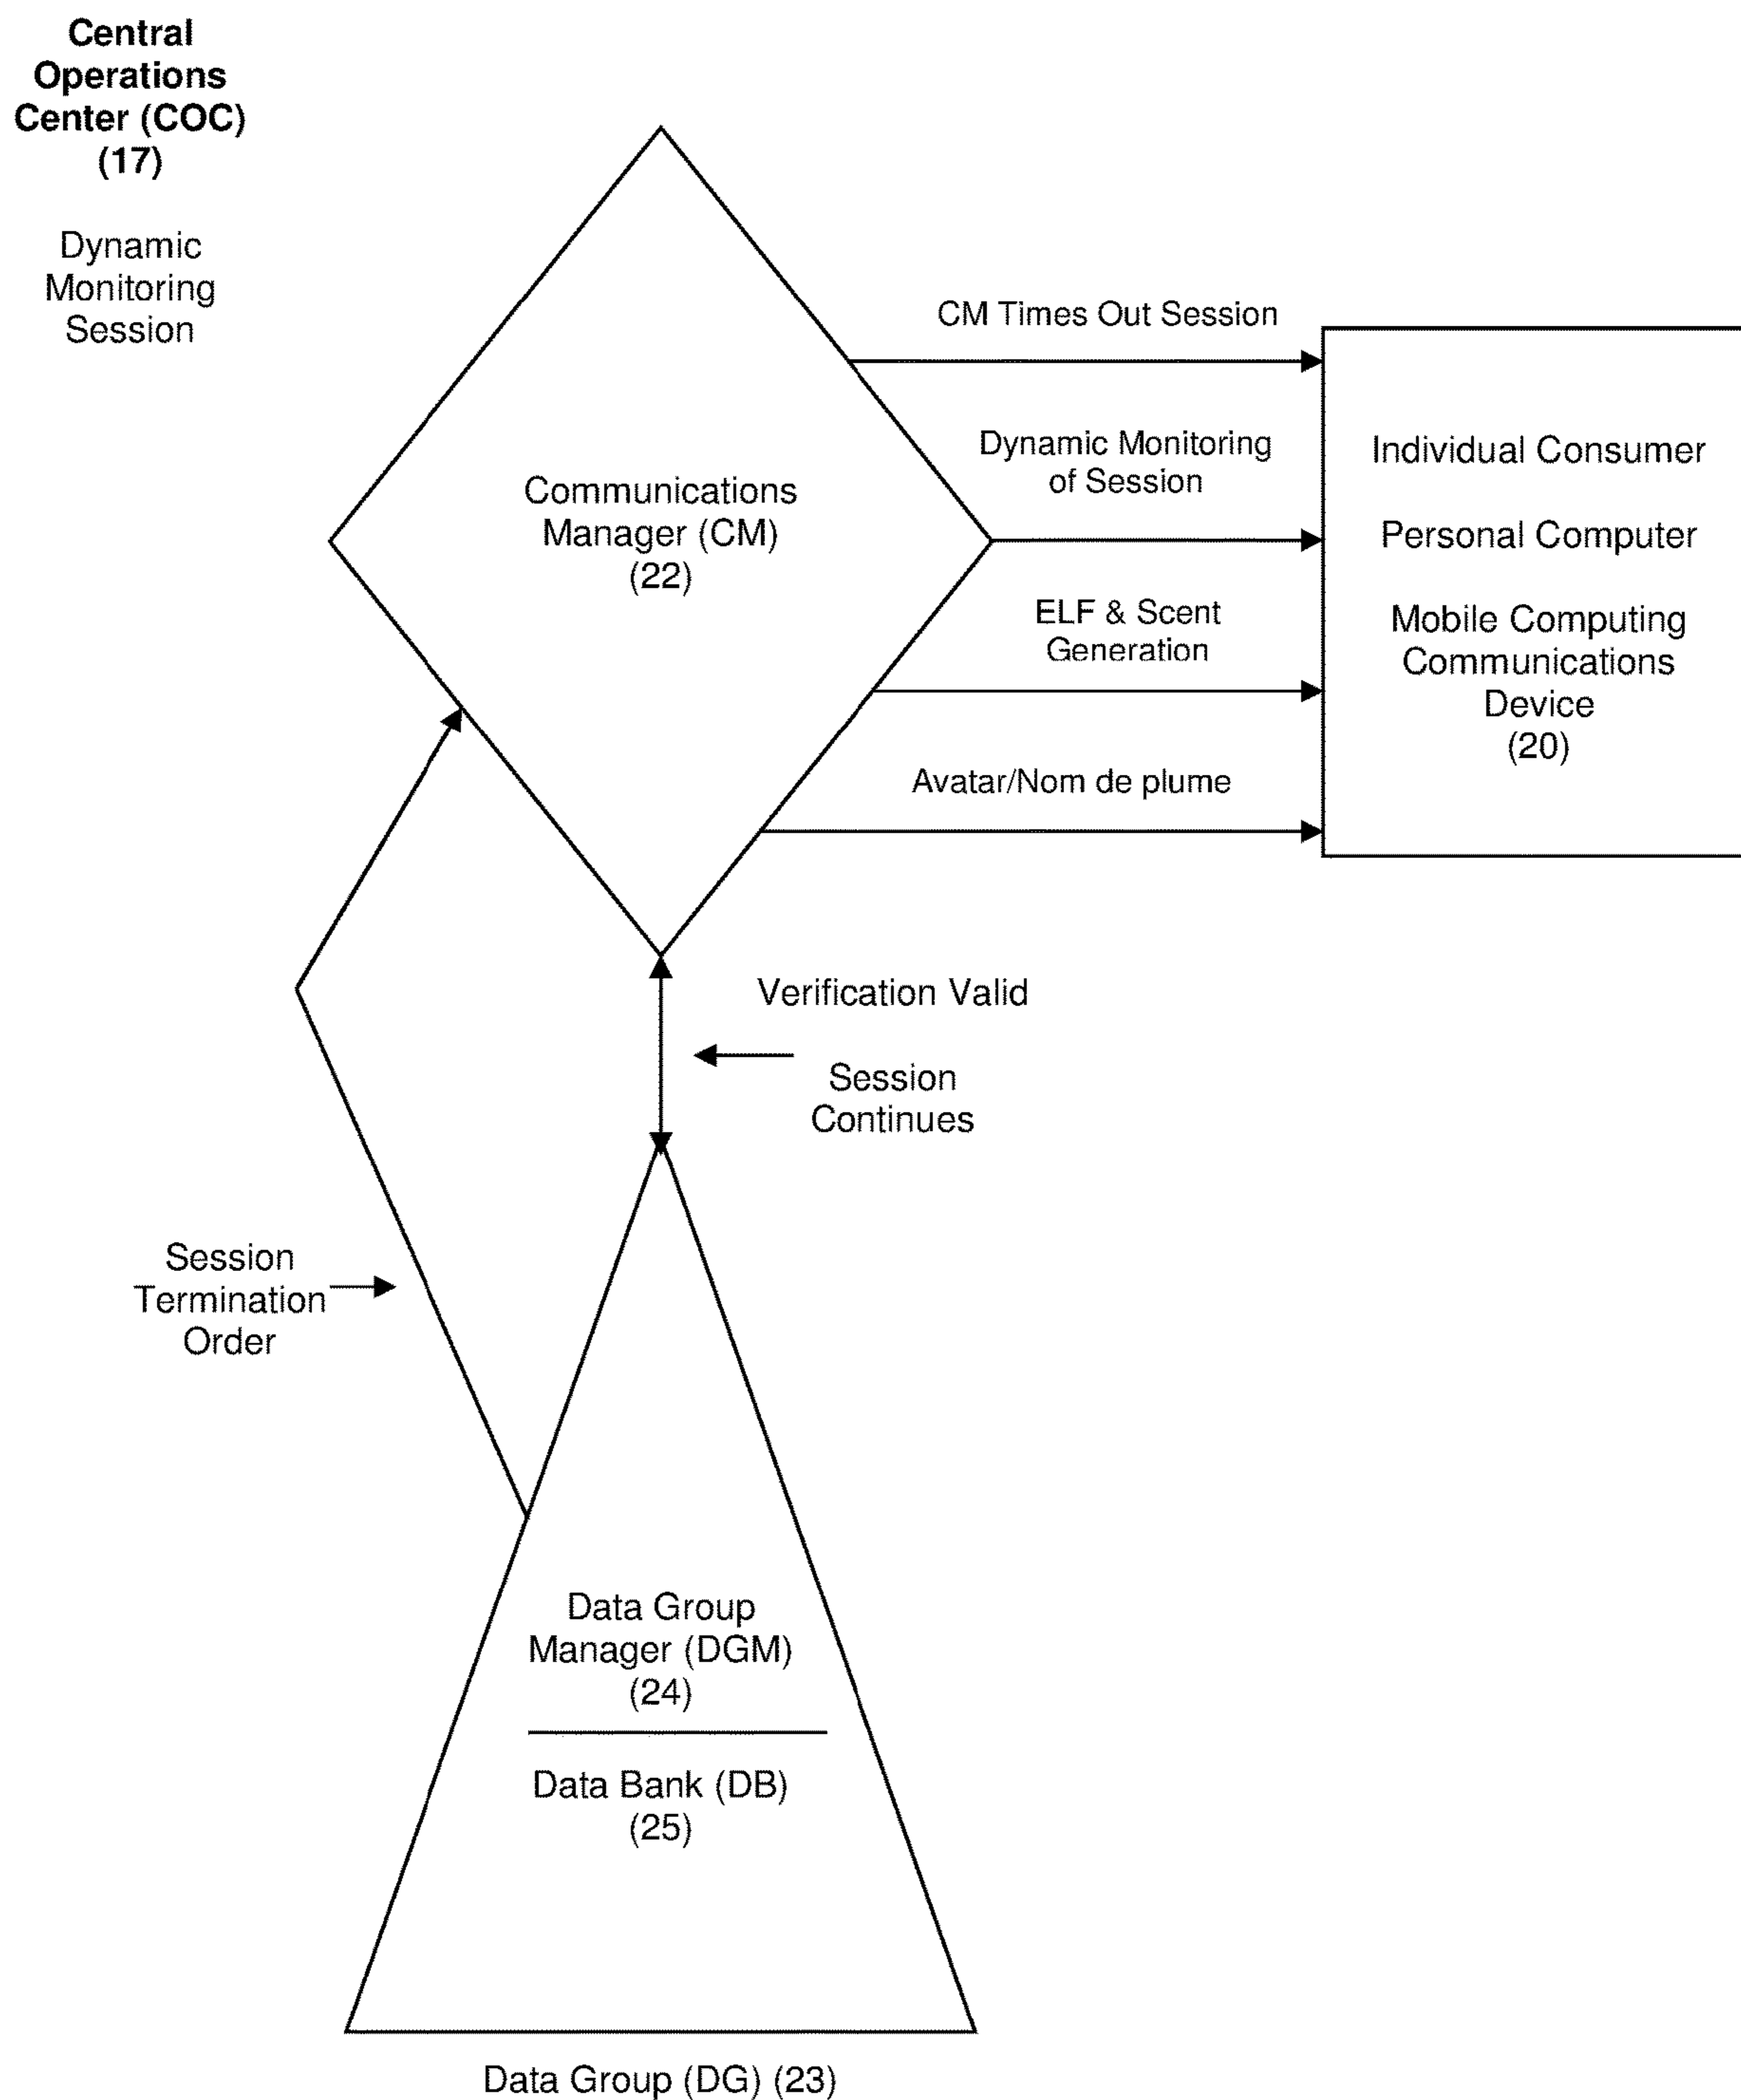 Central
Operations
Center (COC)
(17)
Dynamic
Monitoring
Session
CM Times Out Session
Dynamic Monitoring
of Session
ELF & Scent
Generation
Avatar/Nom de plume
Communications
Manager (CM)
(22)
Individual Consumer
Personal Computer
Mobile Computing
Communications
Device
(20)
Verification Valid
Session
Continues
Session
Termination
Order
Data Group
Manager (DGM)
(24)
Data Bank (DB)
(25)
Data Group (DG) (23)